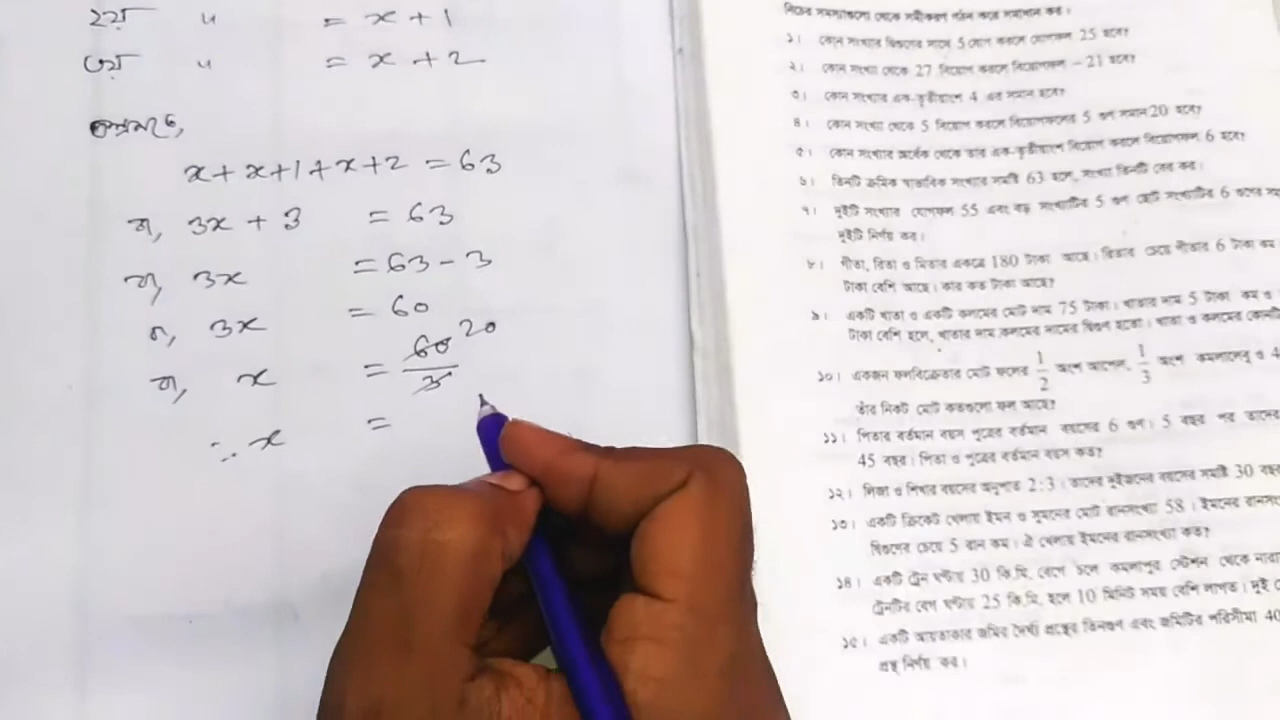 ২য় " = x + 1
৩য় " = x + 2
প্রশ্নমতে,
x + x + 1 + x + 2 = 63
বা, 3x + 3 = 63
বা, 3x = 63 - 3
বা, 3x = 60
বা, x = 60/3 20
∴ x =
নিচের সমস্যাগুলো থেকে সমীকরণ গঠন করে সমাধান কর :
১। কোন সংখ্যার দ্বিগুণের সাথে 5 যোগ করলে যোগফল 25 হবে?
২। কোন সংখ্যা থেকে 27 বিয়োগ করলে বিয়োগফল - 21 হবে?
৩। কোন সংখ্যার এক-তৃতীয়াংশ 4 এর সমান হবে?
৪। কোন সংখ্যা থেকে 5 বিয়োগ করলে বিয়োগফলের 5 গুণ সমান 20 হবে?
৫। কোন সংখ্যার অর্ধেক থেকে তার এক-তৃতীয়াংশ বিয়োগ করলে বিয়োগফল 6 হবে?
৬। তিনটি ক্রমিক স্বাভাবিক সংখ্যার সমষ্টি 63 হলে, সংখ্যা তিনটি বের কর।
৭। দুইটি সংখ্যার যোগফল 55 এবং বড় সংখ্যাটির 5 গুণ ছোট সংখ্যাটির 6 গুণের
দুইটি নির্ণয় কর।
৮। গীতা, রিতা ও মিতার একত্রে 180 টাকা আছে। রিতার চেয়ে গীতার 6 টাকা কম
টাকা বেশি আছে। কার কত টাকা আছে?
৯। একটি খাতা ও একটি কলমের মোট দাম 75 টাকা। খাতার দাম 5 টাকা কম ও
টাকা বেশি হলে, খাতার দাম কলমের দামের দ্বিগুণ হতো। খাতা ও কলমের কোনটি
১০। একজন ফলবিক্রেতার মোট ফলের 1/2 অংশ আপেল, 1/3 অংশ কমলালেবু ও 4
তাঁর নিকট মোট কতগুলো ফল আছে?
১১। পিতার বর্তমান বয়স পুত্রের বর্তমান বয়সের 6 গুণ। 5 বছর পর তাদের
45 বছর। পিতা ও পুত্রের বর্তমান বয়স কত?
১২। লিজা ও শিখার বয়সের অনুপাত 2 : 3। তাদের দুইজনের বয়সের সমষ্টি 30
১৩। একটি ক্রিকেট খেলায় ইমন ও সুমনের মোট রানসংখ্যা 58। ইমনের
দ্বিগুণের চেয়ে 5 রান কম। ঐ খেলায় ইমনের রানসংখ্যা কত?
১৪। একটি ট্রেন ঘণ্টায় 30 কি.মি. বেগে চলে কমলাপুর স্টেশন থেকে
ট্রেনটির বেগ ঘণ্টায় 25 কি.মি. হলে 10 মিনিট সময় বেশি লাগত। দুই
১৫। একটি আয়তাকার জমির দৈর্ঘ্য প্রস্থের তিনগুণ এবং জমিটির পরিসীমা 40
প্রস্থ নির্ণয় কর।